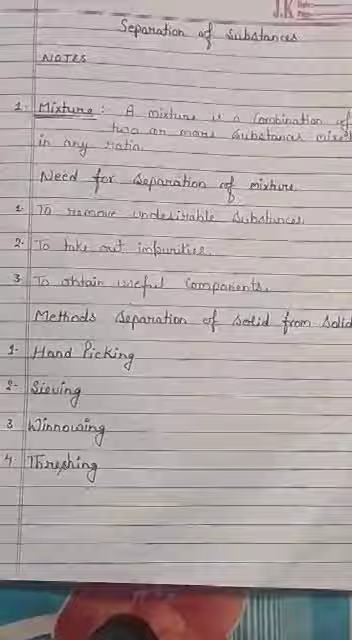 J.K
Separation of Substances
NOTES
1. Mixture : A mixture is a Combination of
two or more Substances mixed
in any ratio.
Need for Separation of mixture
1. To remove undesirable Substances.
2. To take out impurities.
3. To obtain useful Components.
Methods Separation of Solid from Solid
1- Hand Picking
2- Sieving
3 Winnowing
4 Threshing